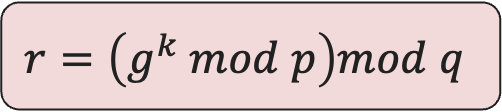 r = (g^k mod p)mod q